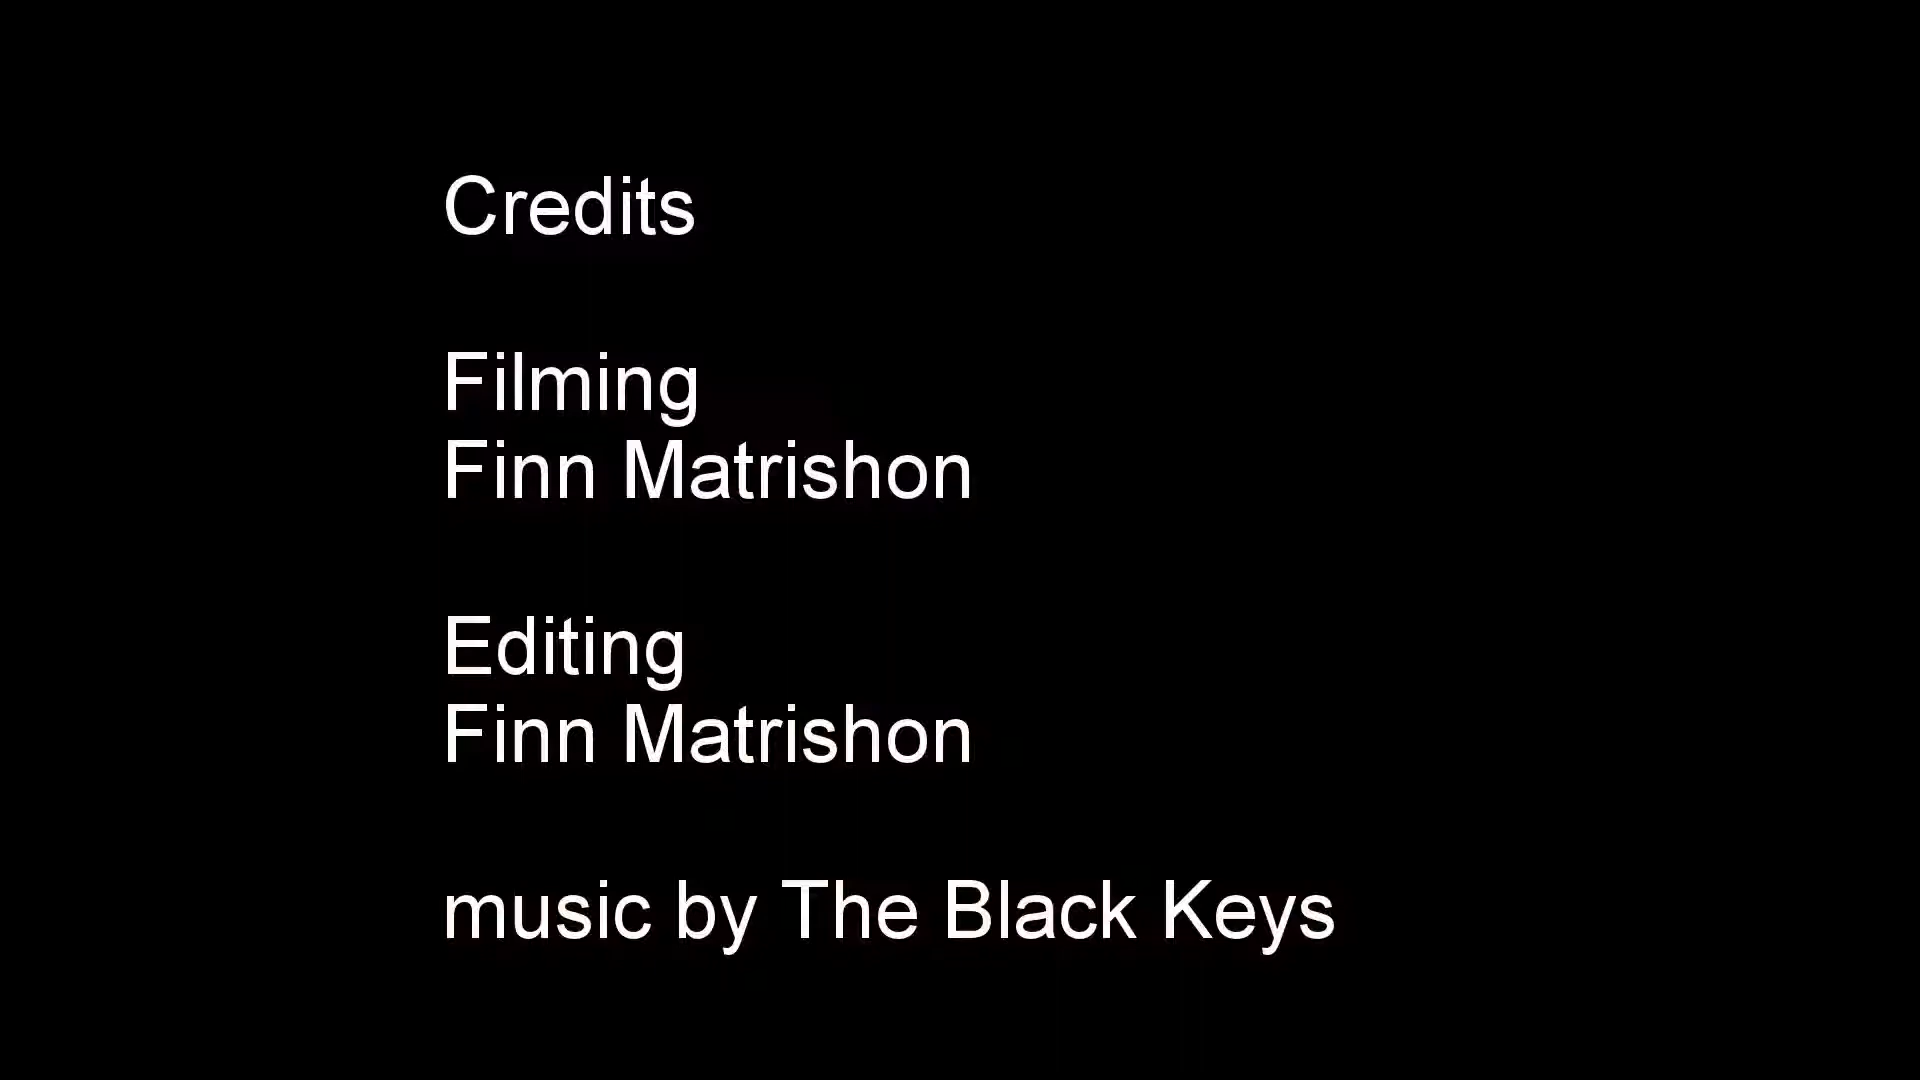 Credits
Filming
Finn Matrishon
Editing
Finn Matrishon
music by The Black Keys